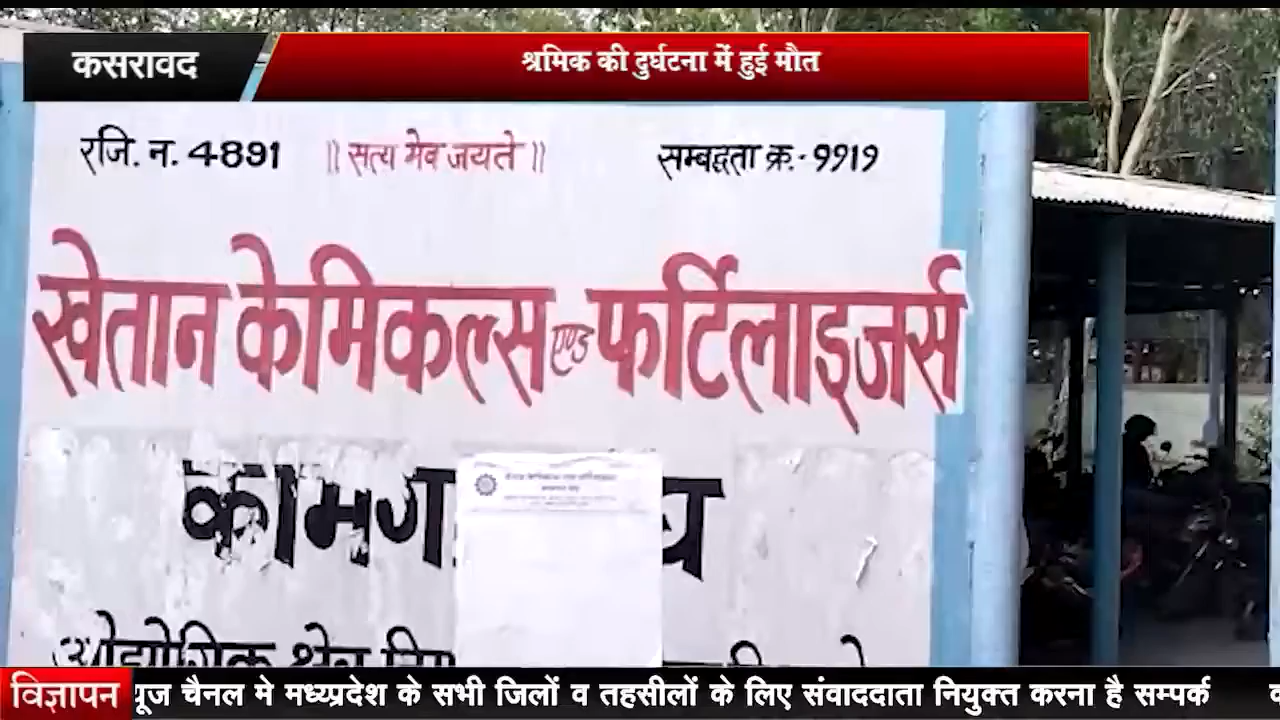 कसरावद
श्रमिक की दुर्घटना में हुई मौत
रजि. न. 4891 || सत्य मेव जयते || सम्बद्धता क्र.- 9919
खेतान केमिकल्स एण्ड फर्टिलाइजर्स
औद्योगिक क्षेत्र
विज्ञापन
यूज चैनल मे मध्यप्रदेश के सभी जिलों व तहसीलों के लिए संवाददाता नियुक्त करना है सम्पर्क